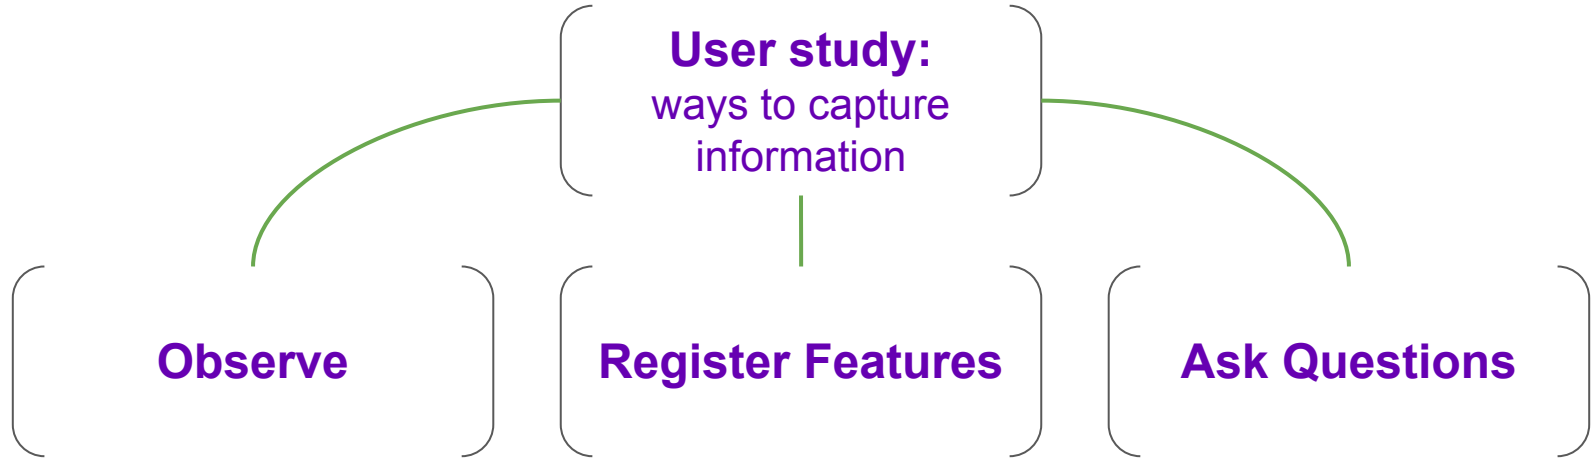 User study:
ways to capture
information
Observe
Register Features
Ask Questions